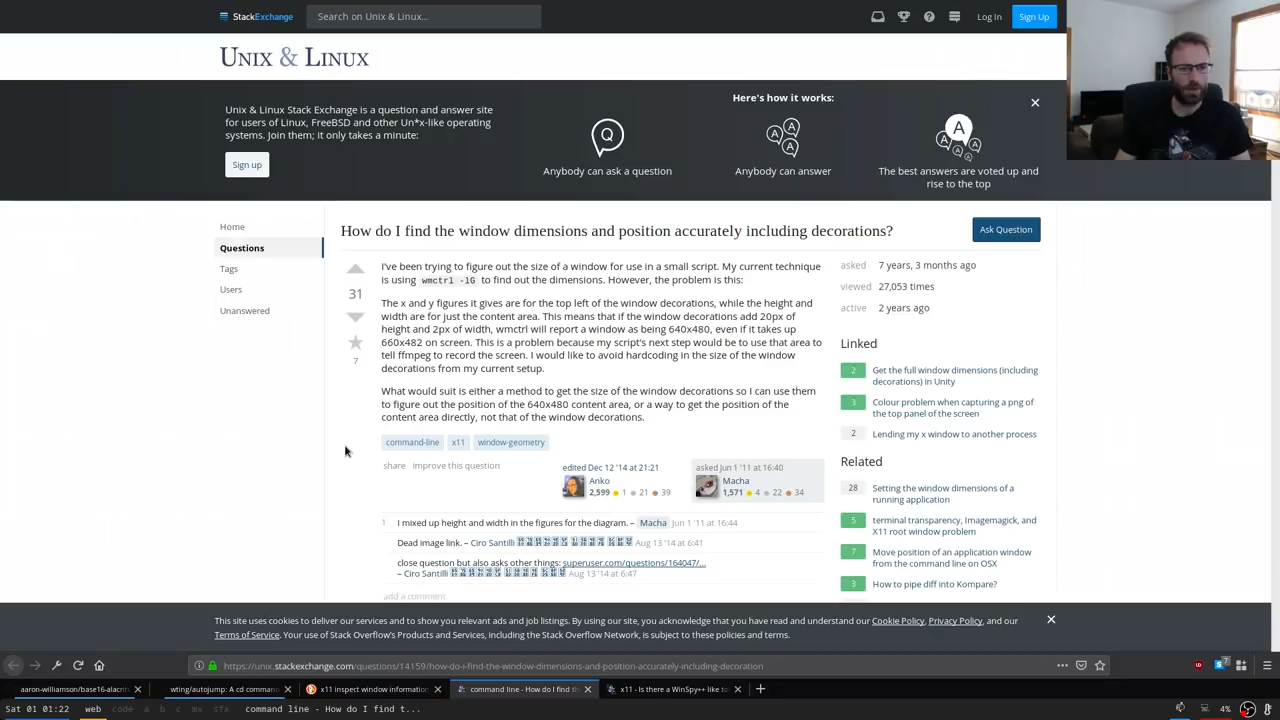 StackExchange
Search on Unix & Linux…
Log In
Sign Up
UNIX & LINUX
Unix & Linux Stack Exchange is a question and answer site
for users of Linux, FreeBSD and other Un*x-like operating
systems. Join them; it only takes a minute:
Sign up
Here's how it works:
Q
A
A
A
A
A
A
A
A
A
Anybody can ask a question
Anybody can answer
The best answers are voted up and
rise to the top
Home
Questions
Tags
Users
Unanswered
How do I find the window dimensions and position accurately including decorations?
Ask Question
31
7
I've been trying to figure out the size of a window for use in a small script. My current technique
is using wmctrl -lG to find out the dimensions. However, the problem is this:
The x and y figures it gives are for the top left of the window decorations, while the height and
width are for just the content area. This means that if the window decorations add 20px of
height and 2px of width, wmctrl will report a window as being 640x480, even if it takes up
660x482 on screen. This is a problem because my script's next step would be to use that area to
tell ffmpeg to record the screen. I would like to avoid hardcoding in the size of the window
decorations from my current setup.
What would suit is either a method to get the size of the window decorations so I can use them
to figure out the position of the 640x480 content area, or a way to get the position of the
content area directly, not that of the window decorations.
command-line x11 window-geometry
share improve this question
edited Dec 12 '14 at 21:21
Anko
2,599 1 21 39
asked Jun 1 '11 at 16:40
Macha
1,571 4 22 34
1 I mixed up height and width in the figures for the diagram. – Macha Jun 1 '11 at 16:44
Dead image link. – Ciro Santilli Aug 13 '14 at 6:41
close question but also asks other things: superuser.com/questions/164047/…
– Ciro Santilli Aug 13 '14 at 6:47
add a comment
asked 7 years, 3 months ago
viewed 27,053 times
active 2 years ago
Linked
2 Get the full window dimensions (including
decorations) in Unity
3 Colour problem when capturing a png of
the top panel of the screen
2 Lending my x window to another process
Related
28 Setting the window dimensions of a
running application
5 terminal transparency, Imagemagick, and
X11 root window problem
7 Move position of an application window
from the command line on OSX
3 How to pipe diff into Kompare?
This site uses cookies to deliver our services and to show you relevant ads and job listings. By using our site, you acknowledge that you have read and understand our Cookie Policy, Privacy Policy, and our
Terms of Service. Your use of Stack Overflow's Products and Services, including the Stack Overflow Network, is subject to these policies and terms.
https://unix.stackexchange.com/questions/14159/how-do-i-find-the-window-dimensions-and-position-accurately-including-decoration
7
aaron-williamson/base16-alacrit
wting/autojump: A cd comman
x11 inspect window information
command line - How do I find th
x11 - Is there a WinSpy++ like to
Sat 01 01:22 web code a b c mw sfx command line - How do I find t...
4%